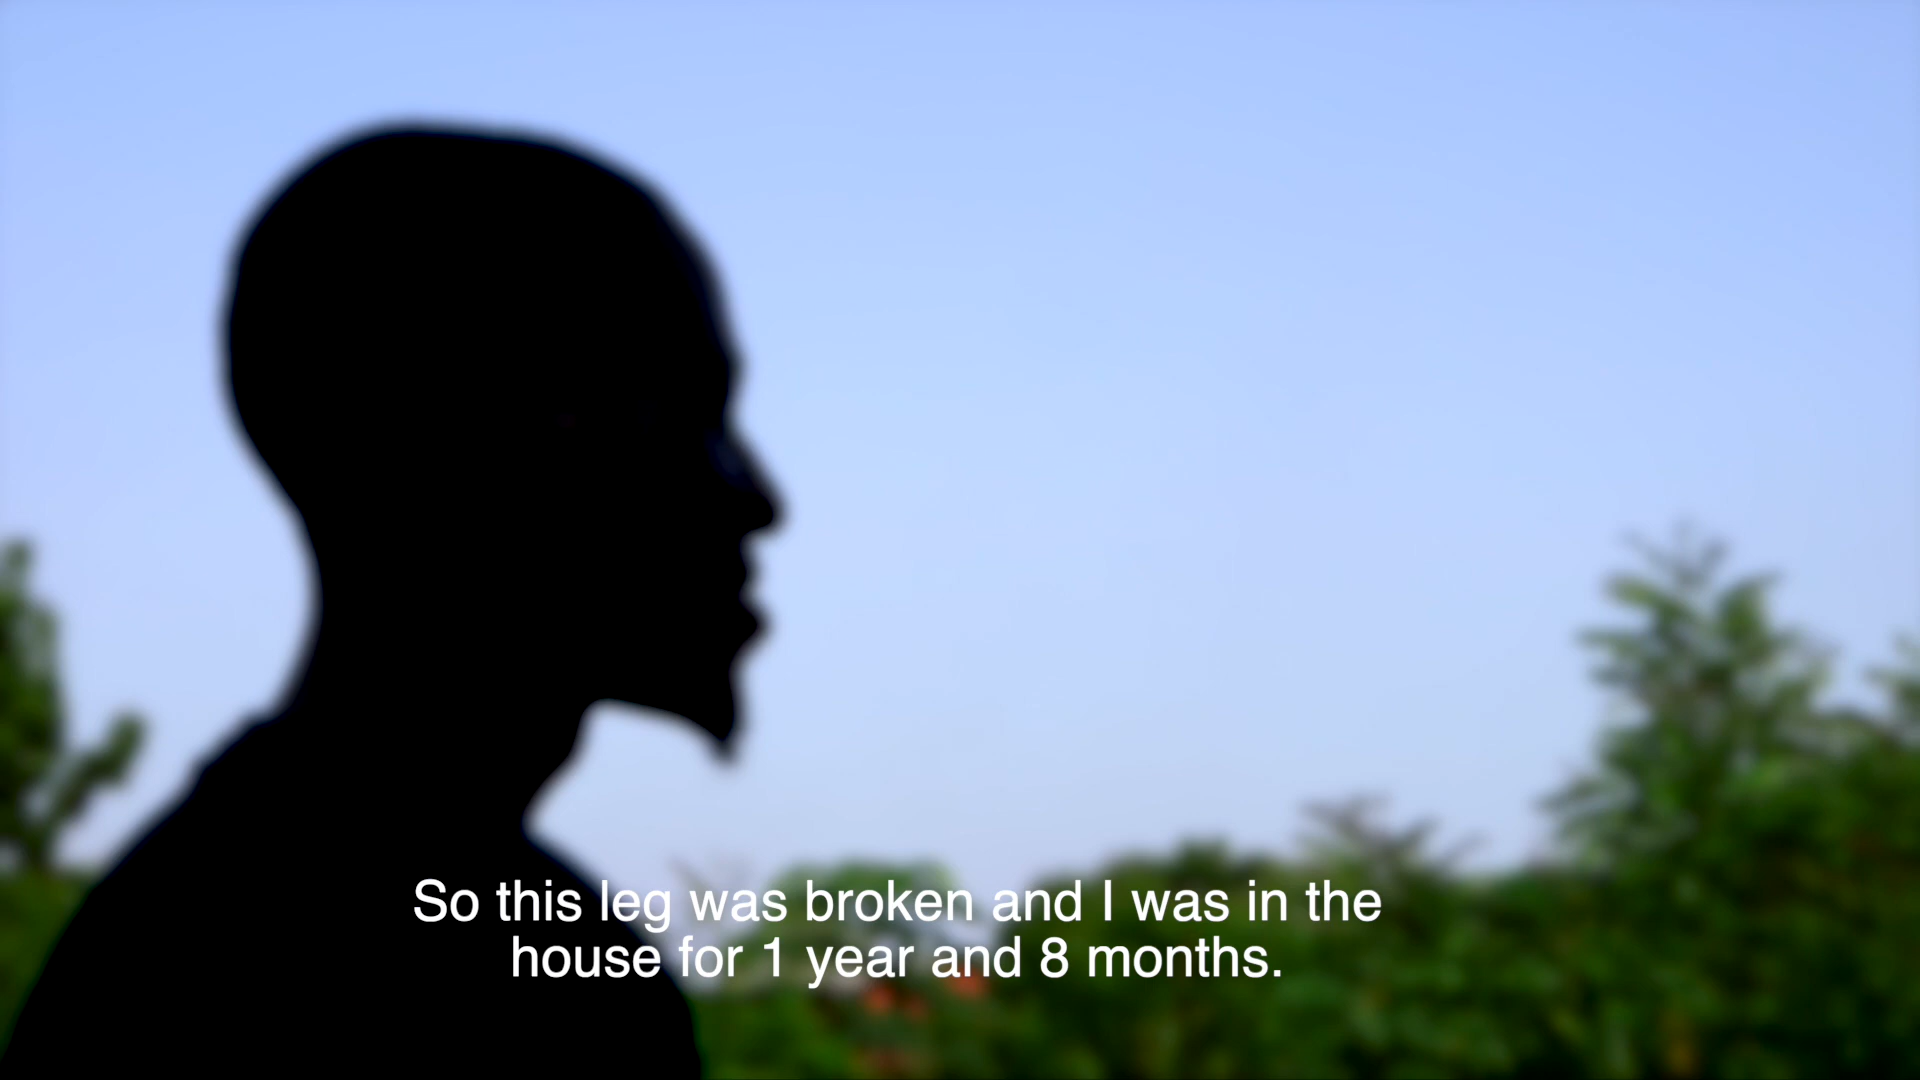 So this leg was broken and I was in the
house for 1 year and 8 months.